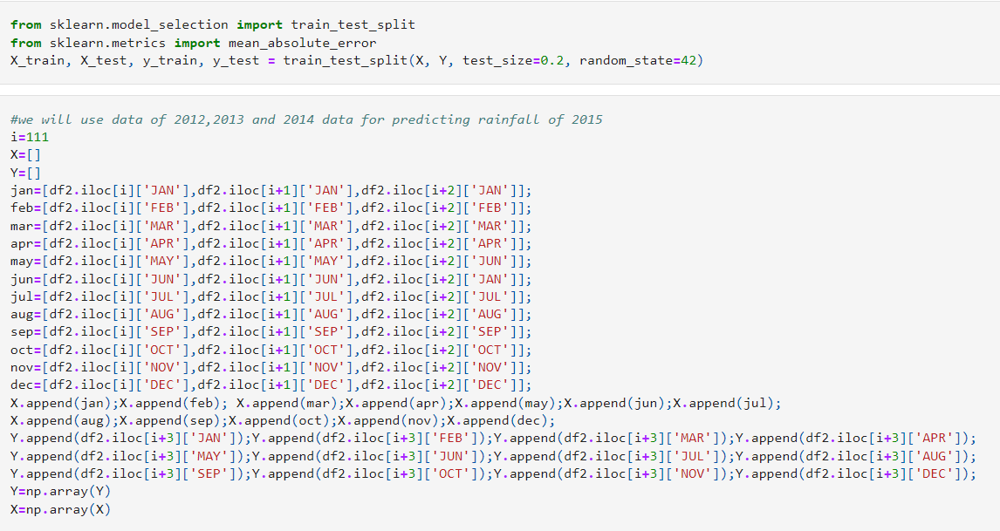 from sklearn.model_selection import train_test_split
from sklearn.metrics import mean_absolute_error
X_train, X_test, y_train, y_test = train_test_split(X, Y, test_size=0.2, random_state=42)
#we will use data of 2012,2013 and 2014 data for predicting rainfall of 2015
i=111
X=[]
Y=[]
jan=[df2.iloc[i]['JAN'],df2.iloc[i+1]['JAN'],df2.iloc[i+2]['JAN']];
feb=[df2.iloc[i]['FEB'],df2.iloc[i+1]['FEB'],df2.iloc[i+2]['FEB']];
mar=[df2.iloc[i]['MAR'],df2.iloc[i+1]['MAR'],df2.iloc[i+2]['MAR']];
apr=[df2.iloc[i]['APR'],df2.iloc[i+1]['APR'],df2.iloc[i+2]['APR']];
may=[df2.iloc[i]['MAY'],df2.iloc[i+1]['MAY'],df2.iloc[i+2]['JUN']];
jun=[df2.iloc[i]['JUN'],df2.iloc[i+1]['JUN'],df2.iloc[i+2]['JAN']];
jul=[df2.iloc[i]['JUL'],df2.iloc[i+1]['JUL'],df2.iloc[i+2]['JUL']];
aug=[df2.iloc[i]['AUG'],df2.iloc[i+1]['AUG'],df2.iloc[i+2]['AUG']];
sep=[df2.iloc[i]['SEP'],df2.iloc[i+1]['SEP'],df2.iloc[i+2]['SEP']];
oct=[df2.iloc[i]['OCT'],df2.iloc[i+1]['OCT'],df2.iloc[i+2]['OCT']];
nov=[df2.iloc[i]['NOV'],df2.iloc[i+1]['NOV'],df2.iloc[i+2]['NOV']];
dec=[df2.iloc[i]['DEC'],df2.iloc[i+1]['DEC'],df2.iloc[i+2]['DEC']];
X.append(jan);X.append(feb); X.append(mar);X.append(apr);X.append(may);X.append(jun);X.append(jul);
X.append(aug);X.append(sep);X.append(oct);X.append(nov);X.append(dec);
Y.append(df2.iloc[i+3]['JAN']);Y.append(df2.iloc[i+3]['FEB']);Y.append(df2.iloc[i+3]['MAR']);Y.append(df2.iloc[i+3]['APR']);
Y.append(df2.iloc[i+3]['MAY']);Y.append(df2.iloc[i+3]['JUN']);Y.append(df2.iloc[i+3]['JUL']);Y.append(df2.iloc[i+3]['AUG']);
Y.append(df2.iloc[i+3]['SEP']);Y.append(df2.iloc[i+3]['OCT']);Y.append(df2.iloc[i+3]['NOV']);Y.append(df2.iloc[i+3]['DEC']);
Y=np.array(Y)
X=np.array(X)